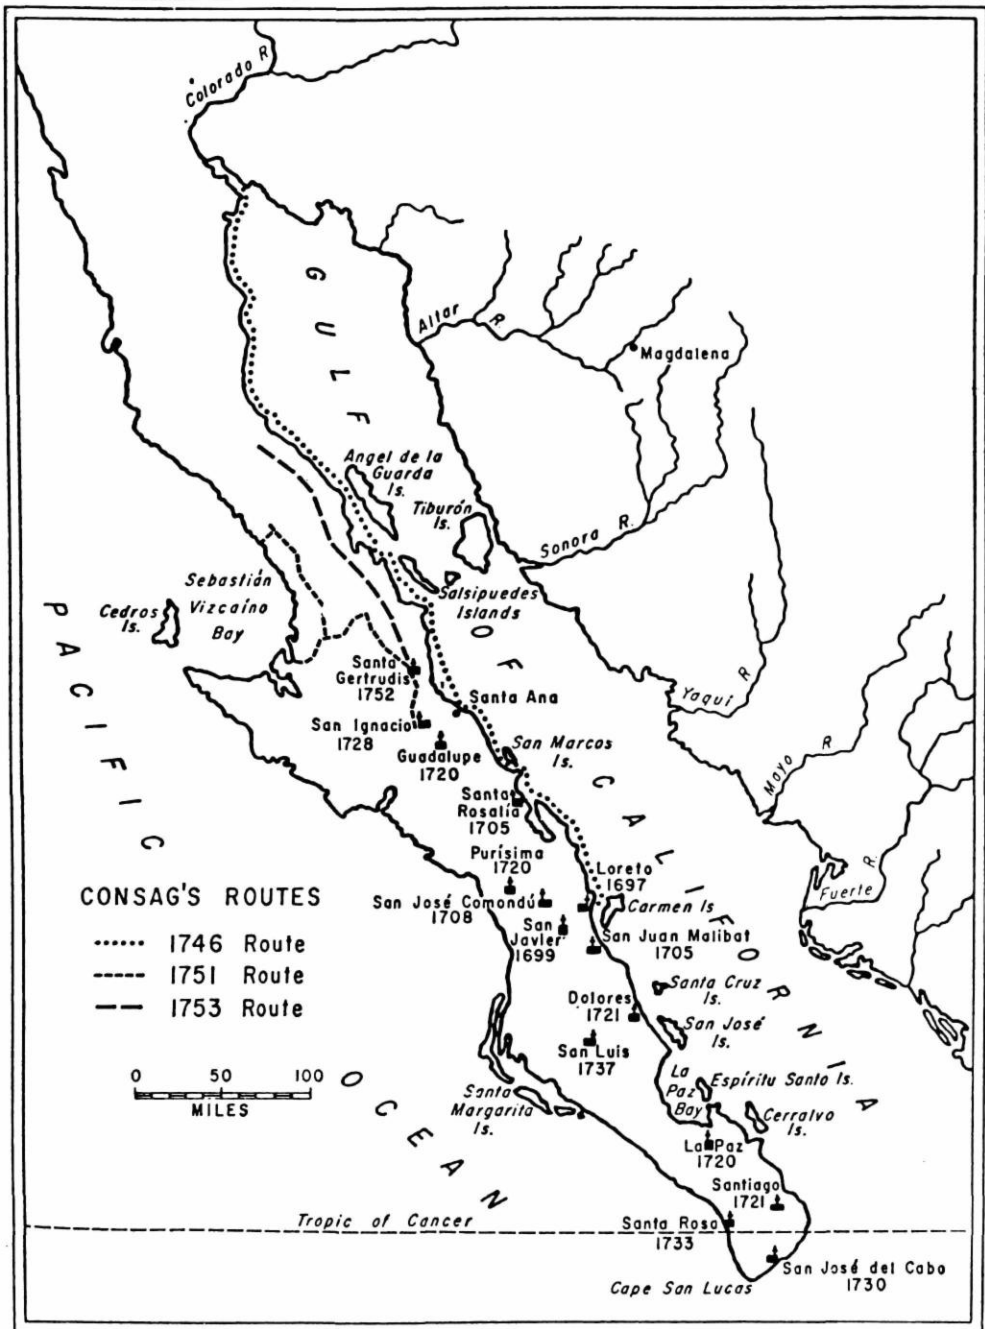 Colorado R
GULF
Altar R.
Magdalena
Angel de la
Guarda
Is.
Tiburón
Is.
Sonora R.
Sebastián
Vizcaíno
Bay
Cedros
Is.
Salsipuedes
Islands
OF
PACIFIC
Santa
Gertrudis
1752
Santa Ana
San Ignacio
1728
Guadalupe
1720
San Marcos
Is.
Yaqui R
Mayo R
CALIFORNIA
Santa
Rosalía
1705
Purísima
1720
Loreto
1697
Fuerte R.
CONSAG'S ROUTES
San José Comondú
1708
Carmen Is
San
Javier
1699
San Juan Malibat
1705
1746 Route
1751 Route
1753 Route
Santa Cruz
Is.
Dolores
1721
San José
Is.
San Luis
1737
0 50 100
MILES
OCEAN
La
Paz
Bay
Espíritu Santo Is.
Santa
Margarita
Is.
Cerralvo
Is.
La Paz
1720
Santiago
1721
Tropic of Cancer
Santa Rosa
1733
San José del Cabo
1730
Cape San Lucas